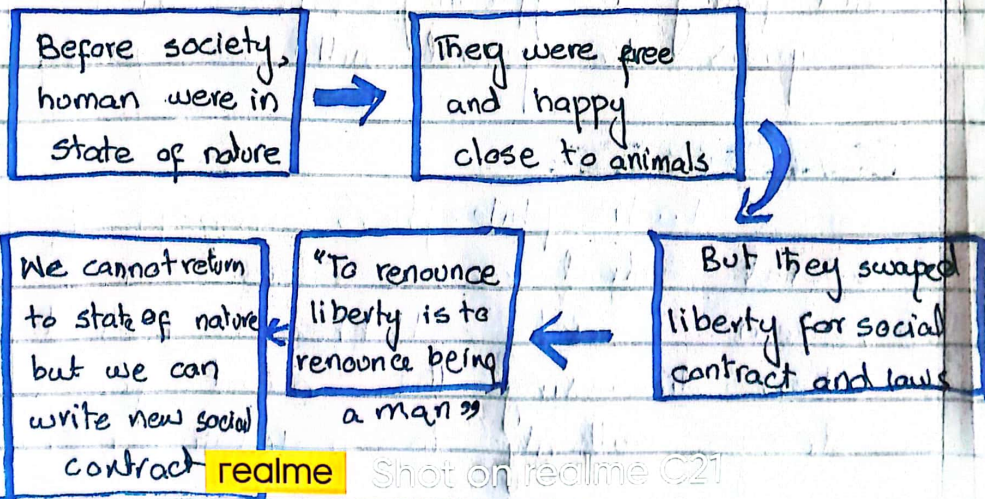 Before society,
human were in
state of nature
They were free
and happy
close to animals
But they swaped
liberty for social
contract and laws
"To renounce
liberty is to
renounce being
a man"
We cannot return
to state of nature
but we can
write new social
contract
realme Shot on realme C21